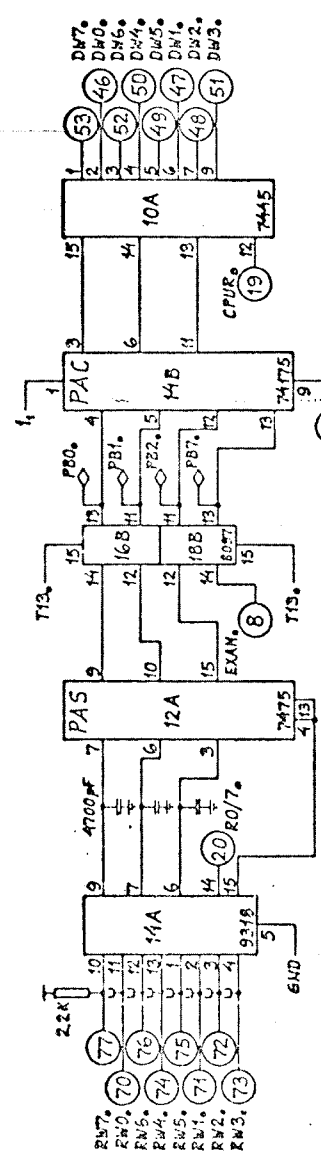 DW7.
DW0.
DW6.
DW4.
DW5.
DW1.
DW2.
DW3.
53
46
52
50
49
47
48
51
1
2
3
4
5
6
7
9
10A
7445
15
14
13
12
19
CPUR.
3
6
11
1
1₁
PAC
14B
74175
9
4
5
12
13
PB0.
PB1.
PB2.
PB7.
13
11
11
13
15
T13.
16B
18B
8097
15
T13.
14
12
12
14
8
EXAM.
9
10
15
PAS
12A
7475
4
13
7
6
3
4700pF
20
R0/7.
9
7
6
14
15
14A
9318
5
GND
10
11
12
13
1
2
3
4
2.2K
77
70
76
74
75
71
72
73
RW7.
RW0.
RW6.
RW4.
RW5.
RW1.
RW2.
RW3.